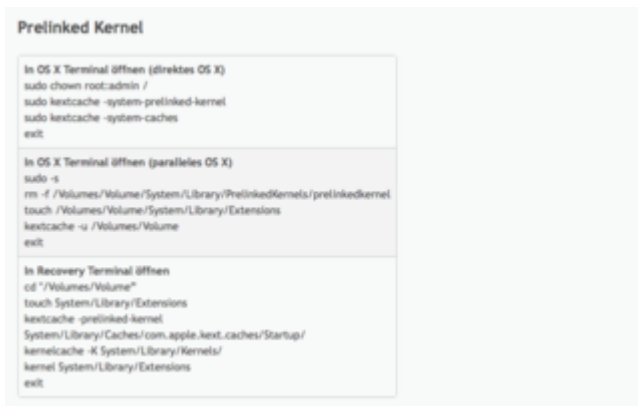 Prelinked Kernel
In OS X Terminal öffnen (direktes OS X)
sudo chown root:admin /
sudo kextcache -system-prelinked-kernel
sudo kextcache -system-caches
exit
In OS X Terminal öffnen (paralleles OS X)
sudo -s
rm -f /Volumes/Volume/System/Library/PrelinkedKernels/prelinkedkernel
touch /Volumes/Volume/System/Library/Extensions
kextcache -u /Volumes/Volume
exit
In Recovery Terminal öffnen
cd "/Volumes/Volume"
touch System/Library/Extensions
kextcache -prelinked-kernel
System/Library/Caches/com.apple.kext.caches/Startup/
kernelcache -K System/Library/Kernels/
kernel System/Library/Extensions
exit